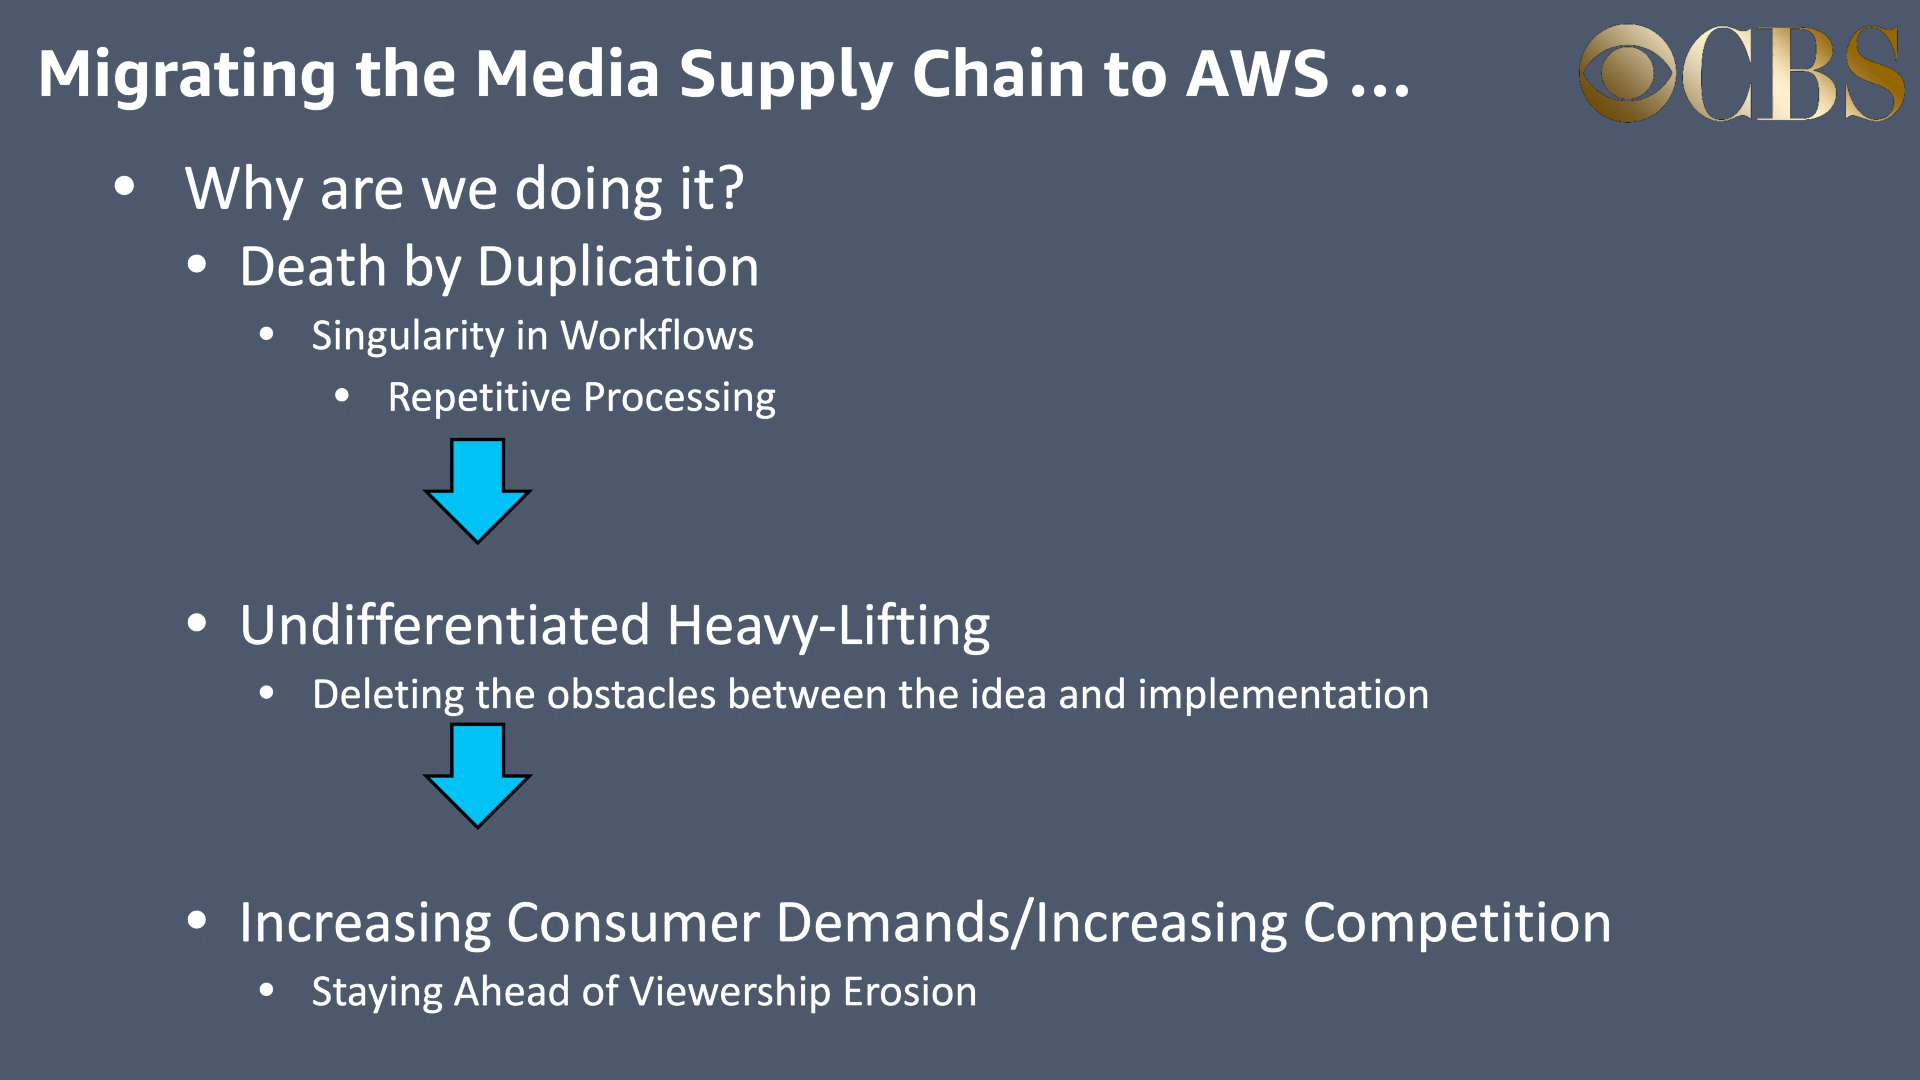 Migrating the Media Supply Chain to AWS ...
CBS
• Why are we doing it?
• Death by Duplication
• Singularity in Workflows
• Repetitive Processing
• Undifferentiated Heavy-Lifting
• Deleting the obstacles between the idea and implementation
• Increasing Consumer Demands/Increasing Competition
• Staying Ahead of Viewership Erosion